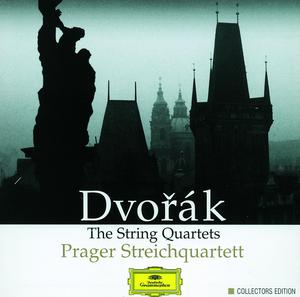 Dvořák
The String Quartets
Prager Streichquartett
Deutsche
Grammophon
COLLECTORS EDITION